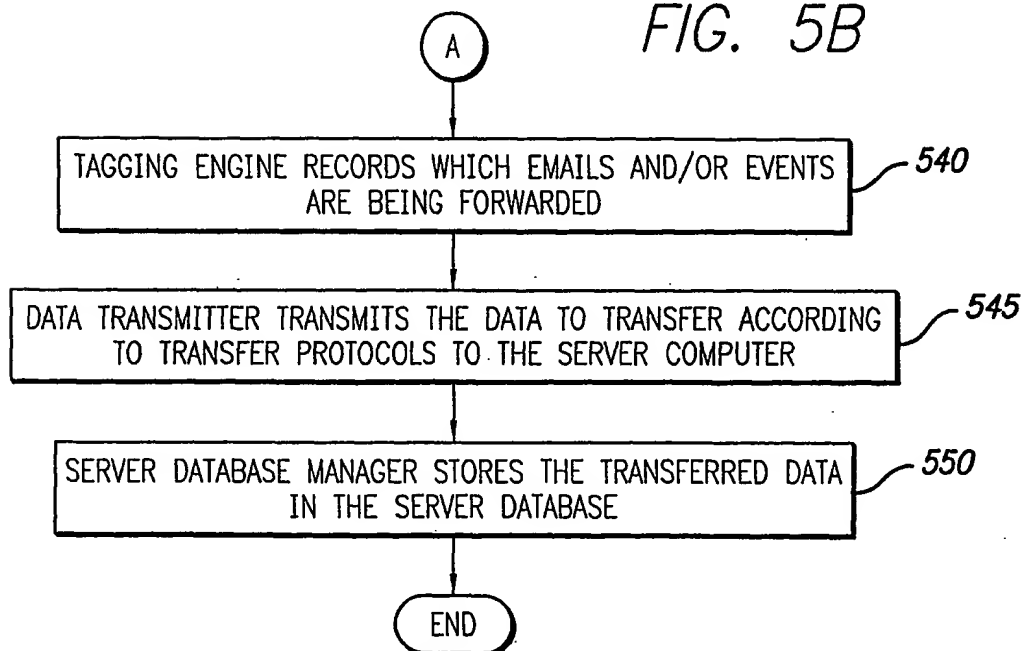 FIG. 5B
A
TAGGING ENGINE RECORDS WHICH EMAILS AND/OR EVENTS
ARE BEING FORWARDED
540
DATA TRANSMITTER TRANSMITS THE DATA TO TRANSFER ACCORDING
TO TRANSFER PROTOCOLS TO THE SERVER COMPUTER
545
SERVER DATABASE MANAGER STORES THE TRANSFERRED DATA
IN THE SERVER DATABASE
550
END